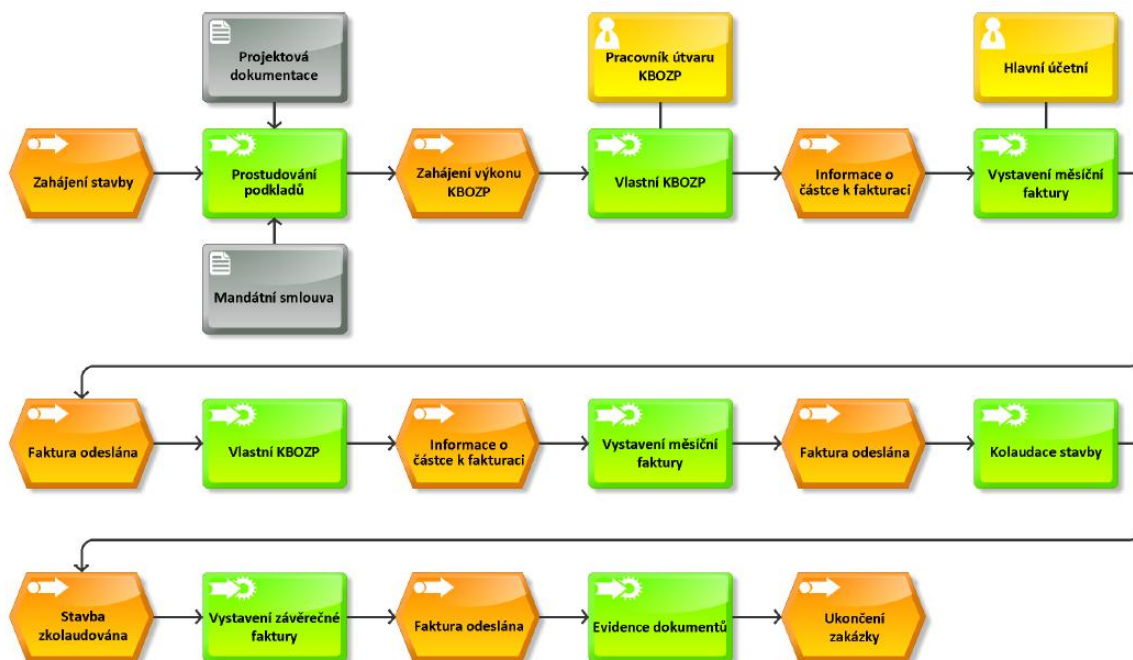 Projektová
dokumentace
Pracovník útvaru
KBOZP
Hlavní účetní
Zahájení stavby
Prostudování
podkladů
Zahájení výkonu
KBOZP
Vlastní KBOZP
Informace o
částce k fakturaci
Vystavení měsíční
faktury
Mandátní smlouva
Faktura odeslána
Vlastní KBOZP
Informace o
částce k fakturaci
Vystavení měsíční
faktury
Faktura odeslána
Kolaudace stavby
Stavba
zkolaudována
Vystavení závěrečné
faktury
Faktura odeslána
Evidence dokumentů
Ukončení
zakázky